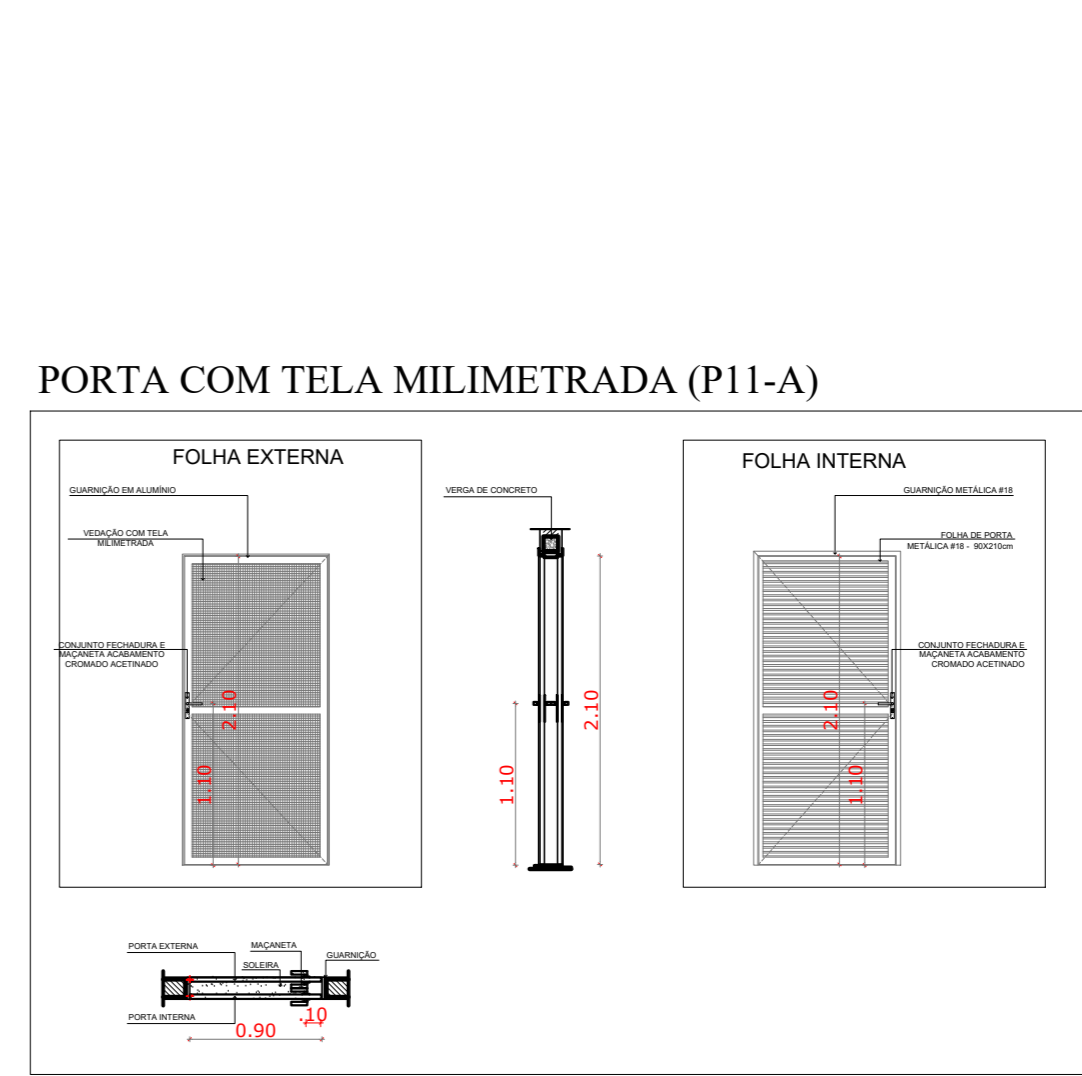 PORTA COM TELA MILIMETRADA (P11-A)
FOLHA EXTERNA
GUARNIÇÃO EM ALUMÍNIO
VEDAÇÃO COM TELA
MILIMETRADA
CONJUNTO FECHADURA E
MAÇANETA ACABAMENTO
CROMADO ACETINADO
2.10
1.10
VERGA DE CONCRETO
2.10
1.10
FOLHA INTERNA
GUARNIÇÃO METÁLICA #18
FOLHA DE PORTA
METÁLICA #18 - 90X210cm
CONJUNTO FECHADURA E
MAÇANETA ACABAMENTO
CROMADO ACETINADO
2.10
1.10
PORTA EXTERNA
MAÇANETA
SOLEIRA
GUARNIÇÃO
PORTA INTERNA
.10
0.90